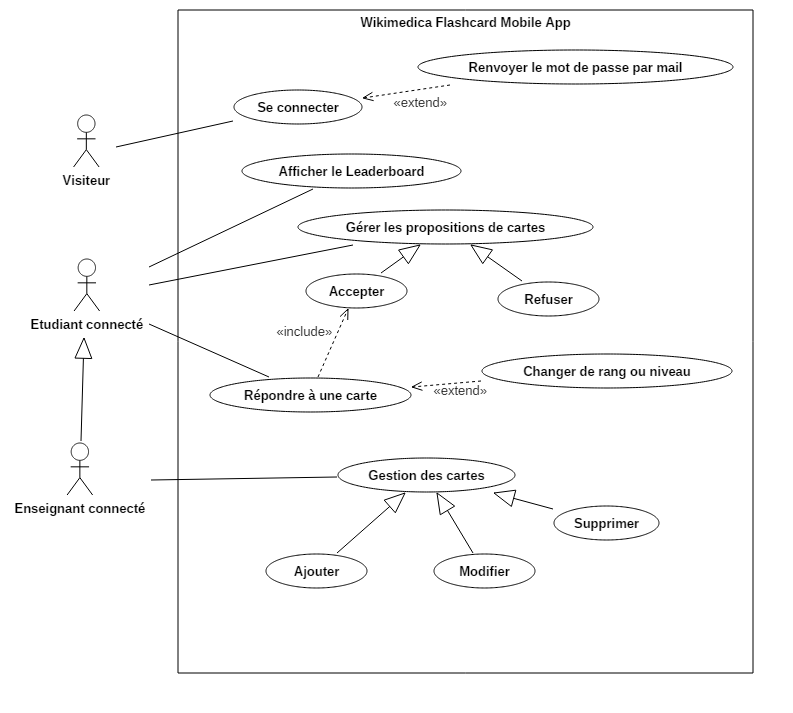 Wikimedica Flashcard Mobile App
Renvoyer le mot de passe par mail
Se connecter
«extend»
Visiteur
Afficher le Leaderboard
Gérer les propositions de cartes
Accepter
Refuser
Etudiant connecté
«include»
Changer de rang ou niveau
«extend»
Répondre à une carte
Gestion des cartes
Enseignant connecté
Supprimer
Ajouter
Modifier